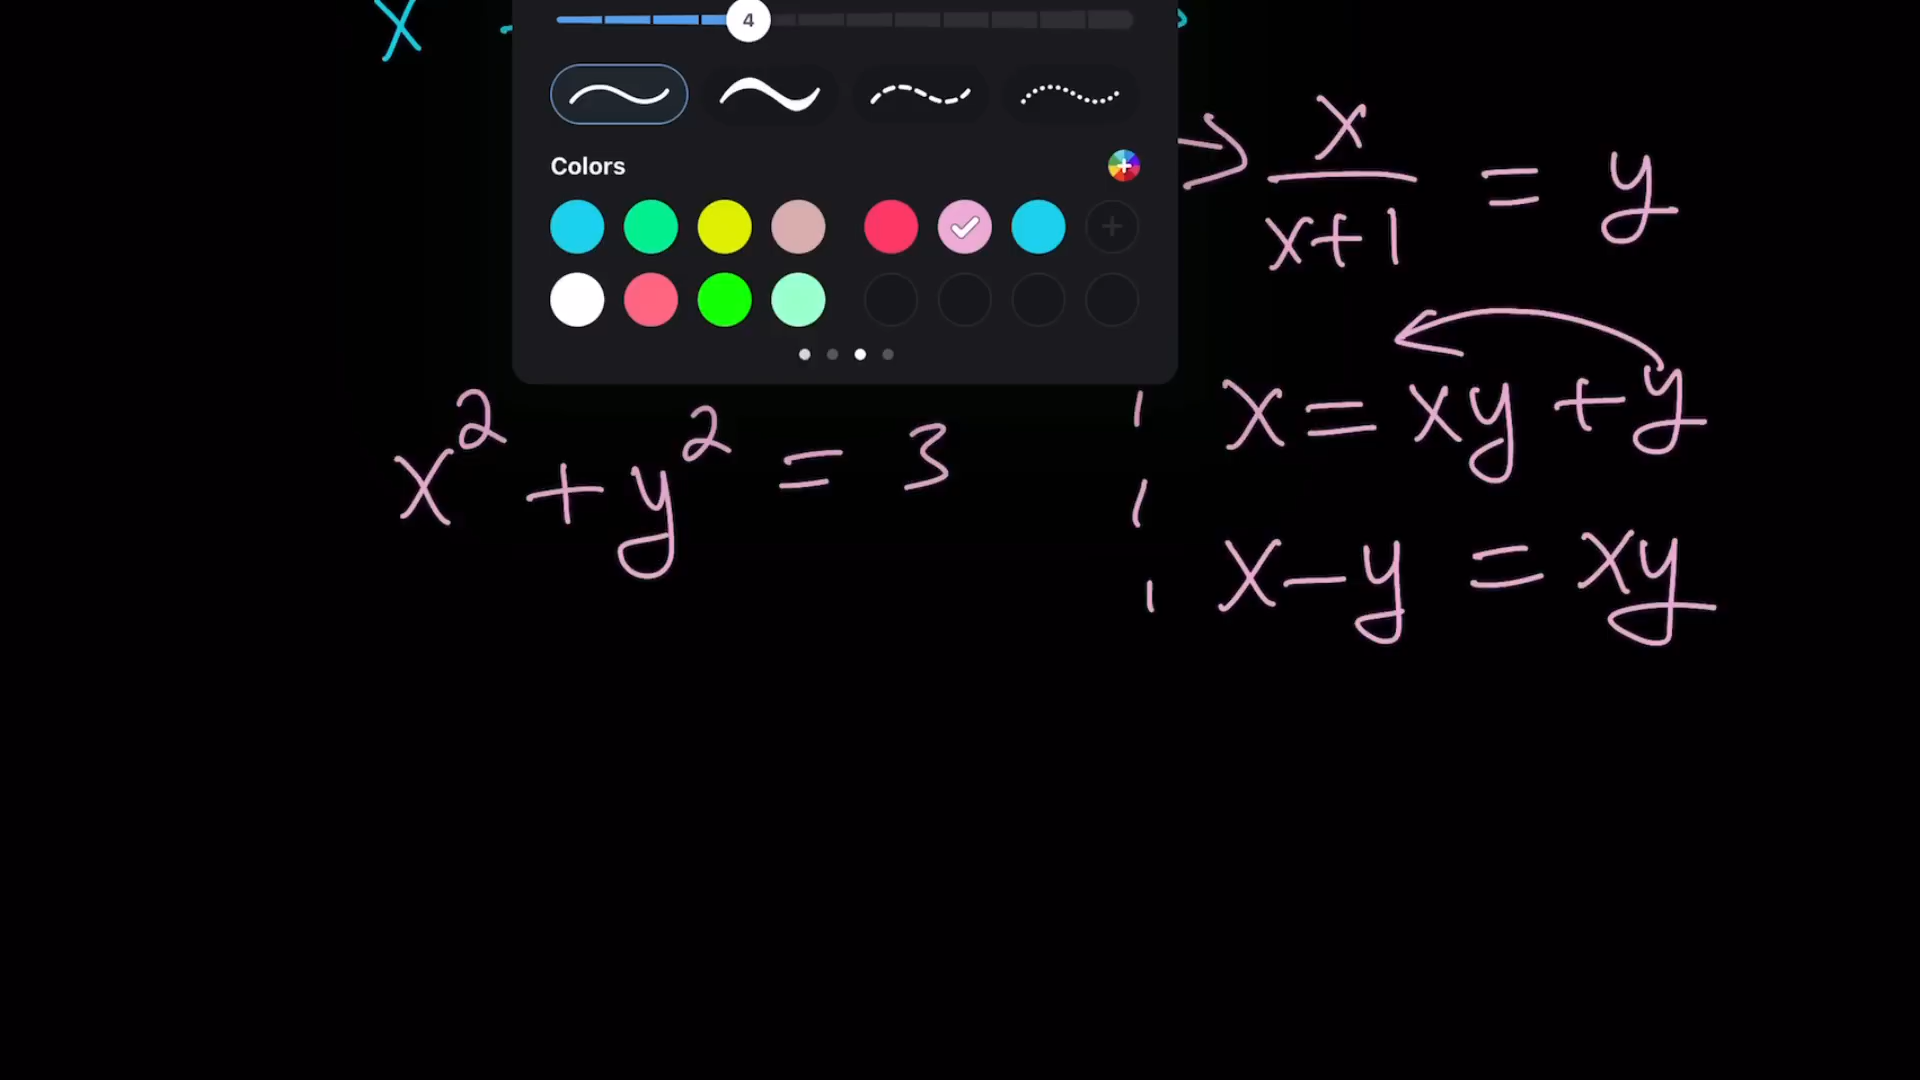 x
4
Colors
x/(x+1) = y
x = xy + y
x² + y² = 3
x - y = xy